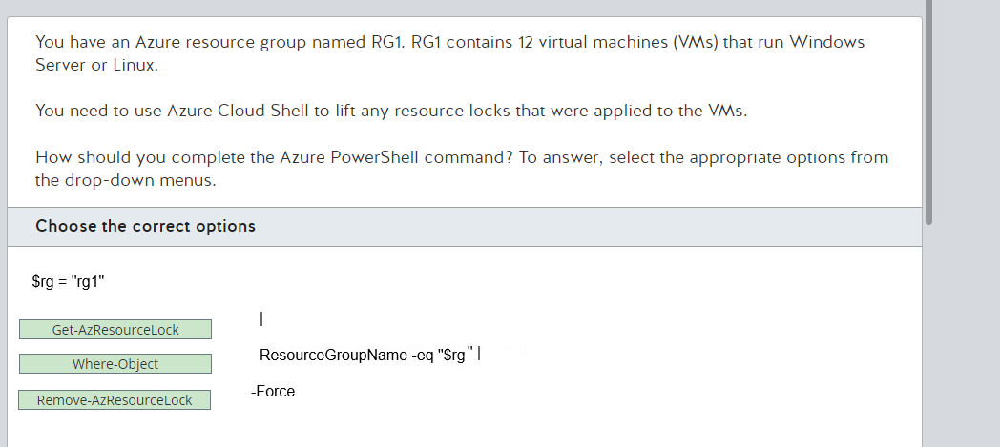 You have an Azure resource group named RG1. RG1 contains 12 virtual machines (VMs) that run Windows
Server or Linux.
You need to use Azure Cloud Shell to lift any resource locks that were applied to the VMs.
How should you complete the Azure PowerShell command? To answer, select the appropriate options from
the drop-down menus.
Choose the correct options
$rg = "rg1"
Get-AzResourceLock |
Where-Object ResourceGroupName -eq "$rg" |
Remove-AzResourceLock -Force